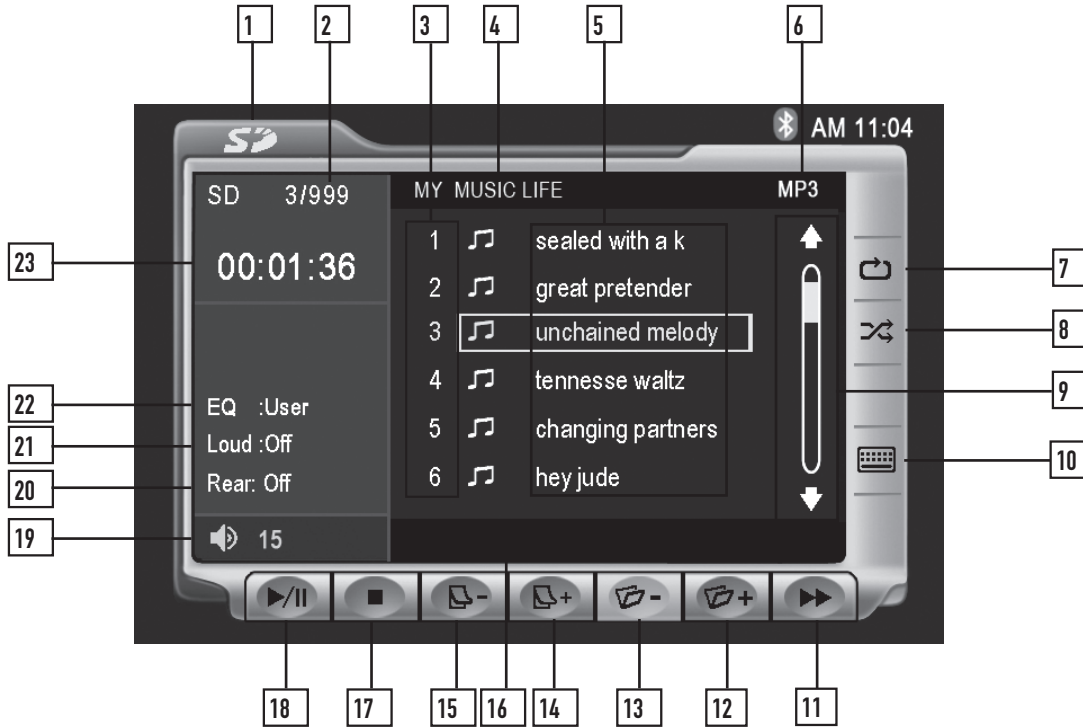 1 2 3 4 5 6
SD AM 11:04
SD 3/999 MY MUSIC LIFE MP3
1 sealed with a k
23 00:01:36 7
2 great pretender
3 unchained melody 8
4 tennesse waltz 9
22 EQ :User
5 changing partners
21 Loud :Off
10
20 Rear: Off 6 hey jude
19 15
- + - +
18 17 15 16 14 13 12 11